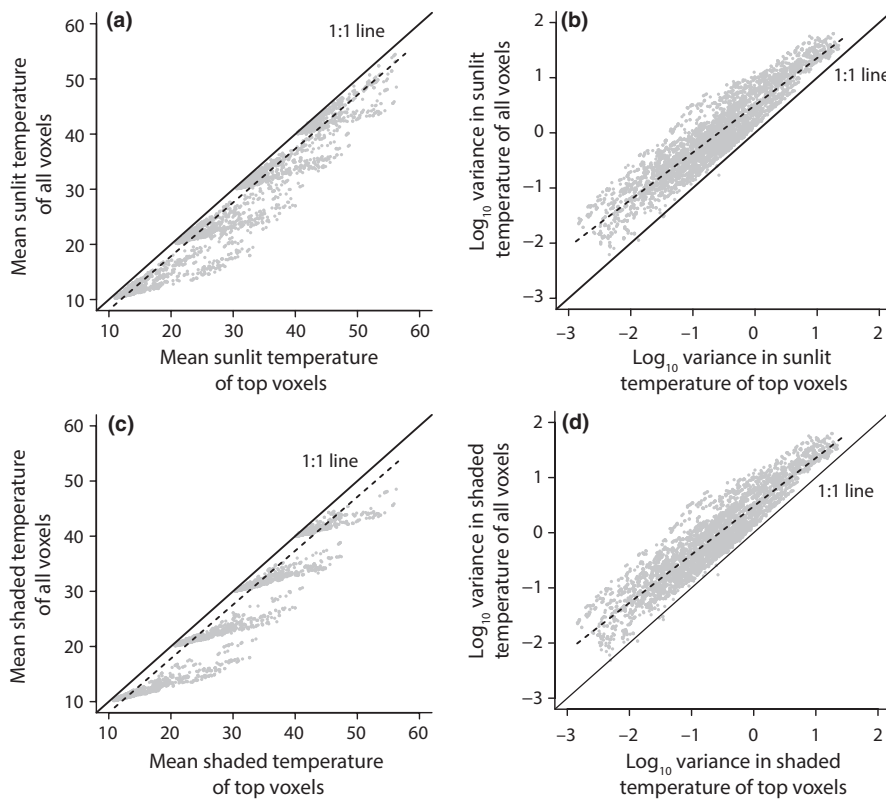 (a)
1:1 line
60
50
40
30
20
10
Mean sunlit temperature
of all voxels
10 20 30 40 50 60
Mean sunlit temperature
of top voxels
(b)
1:1 line
2
1
0
−1
−2
−3
Log10 variance in sunlit
temperature of all voxels
−3 −2 −1 0 1 2
Log10 variance in sunlit
temperature of top voxels
(c)
1:1 line
60
50
40
30
20
10
Mean shaded temperature
of all voxels
10 20 30 40 50 60
Mean shaded temperature
of top voxels
(d)
1:1 line
2
1
0
−1
−2
−3
Log10 variance in shaded
temperature of all voxels
−3 −2 −1 0 1 2
Log10 variance in shaded
temperature of top voxels